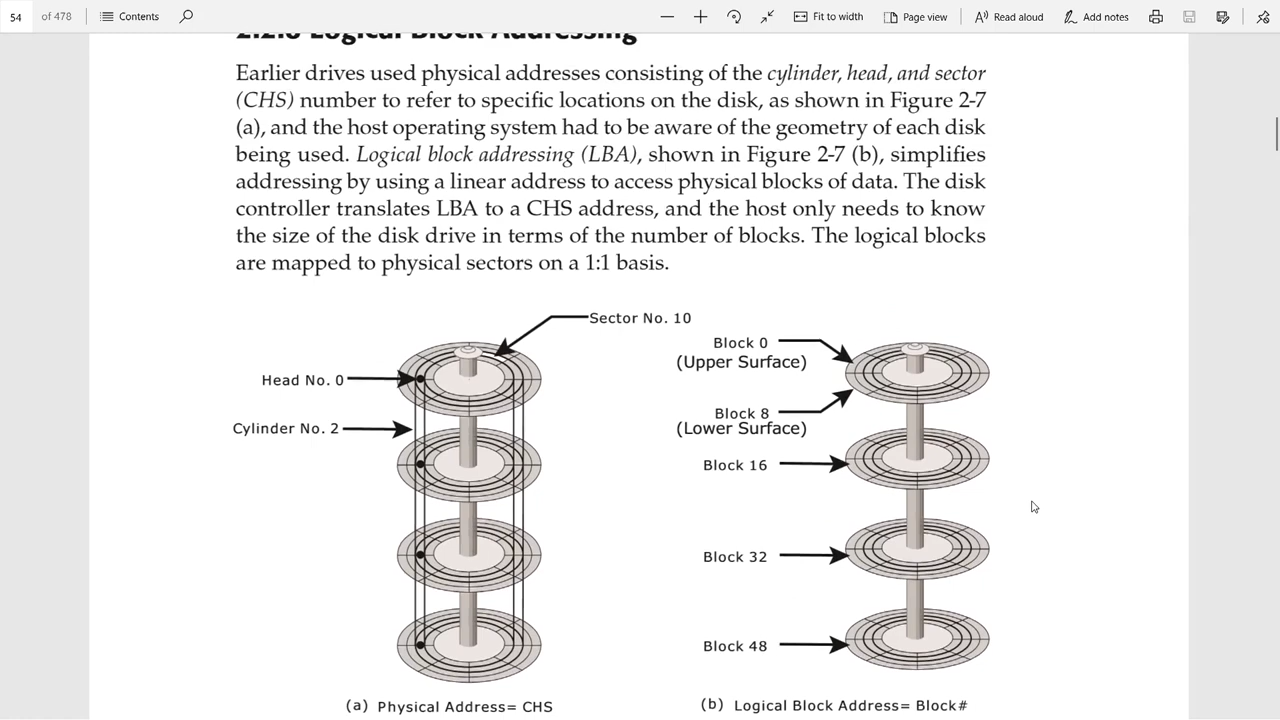 54 of 478 Contents Fit to width Page view Read aloud Add notes
2.2.6 Logical Block Addressing
Earlier drives used physical addresses consisting of the cylinder, head, and sector
(CHS) number to refer to specific locations on the disk, as shown in Figure 2-7
(a), and the host operating system had to be aware of the geometry of each disk
being used. Logical block addressing (LBA), shown in Figure 2-7 (b), simplifies
addressing by using a linear address to access physical blocks of data. The disk
controller translates LBA to a CHS address, and the host only needs to know
the size of the disk drive in terms of the number of blocks. The logical blocks
are mapped to physical sectors on a 1:1 basis.
Sector No. 10
Head No. 0
Cylinder No. 2
(a) Physical Address= CHS
Block 0
(Upper Surface)
Block 8
(Lower Surface)
Block 16
Block 32
Block 48
(b) Logical Block Address= Block#